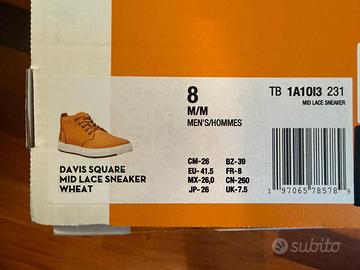 8
M/M
MEN'S/HOMMES
TB 1A10I3 231
MID LACE SNEAKER
DAVIS SQUARE
MID LACE SNEAKER
WHEAT
CM-26 BZ-39
EU-41.5 FR-8
MX-26,0 CN-260
JP-26 UK-7.5
1 97065 78578 9
subito